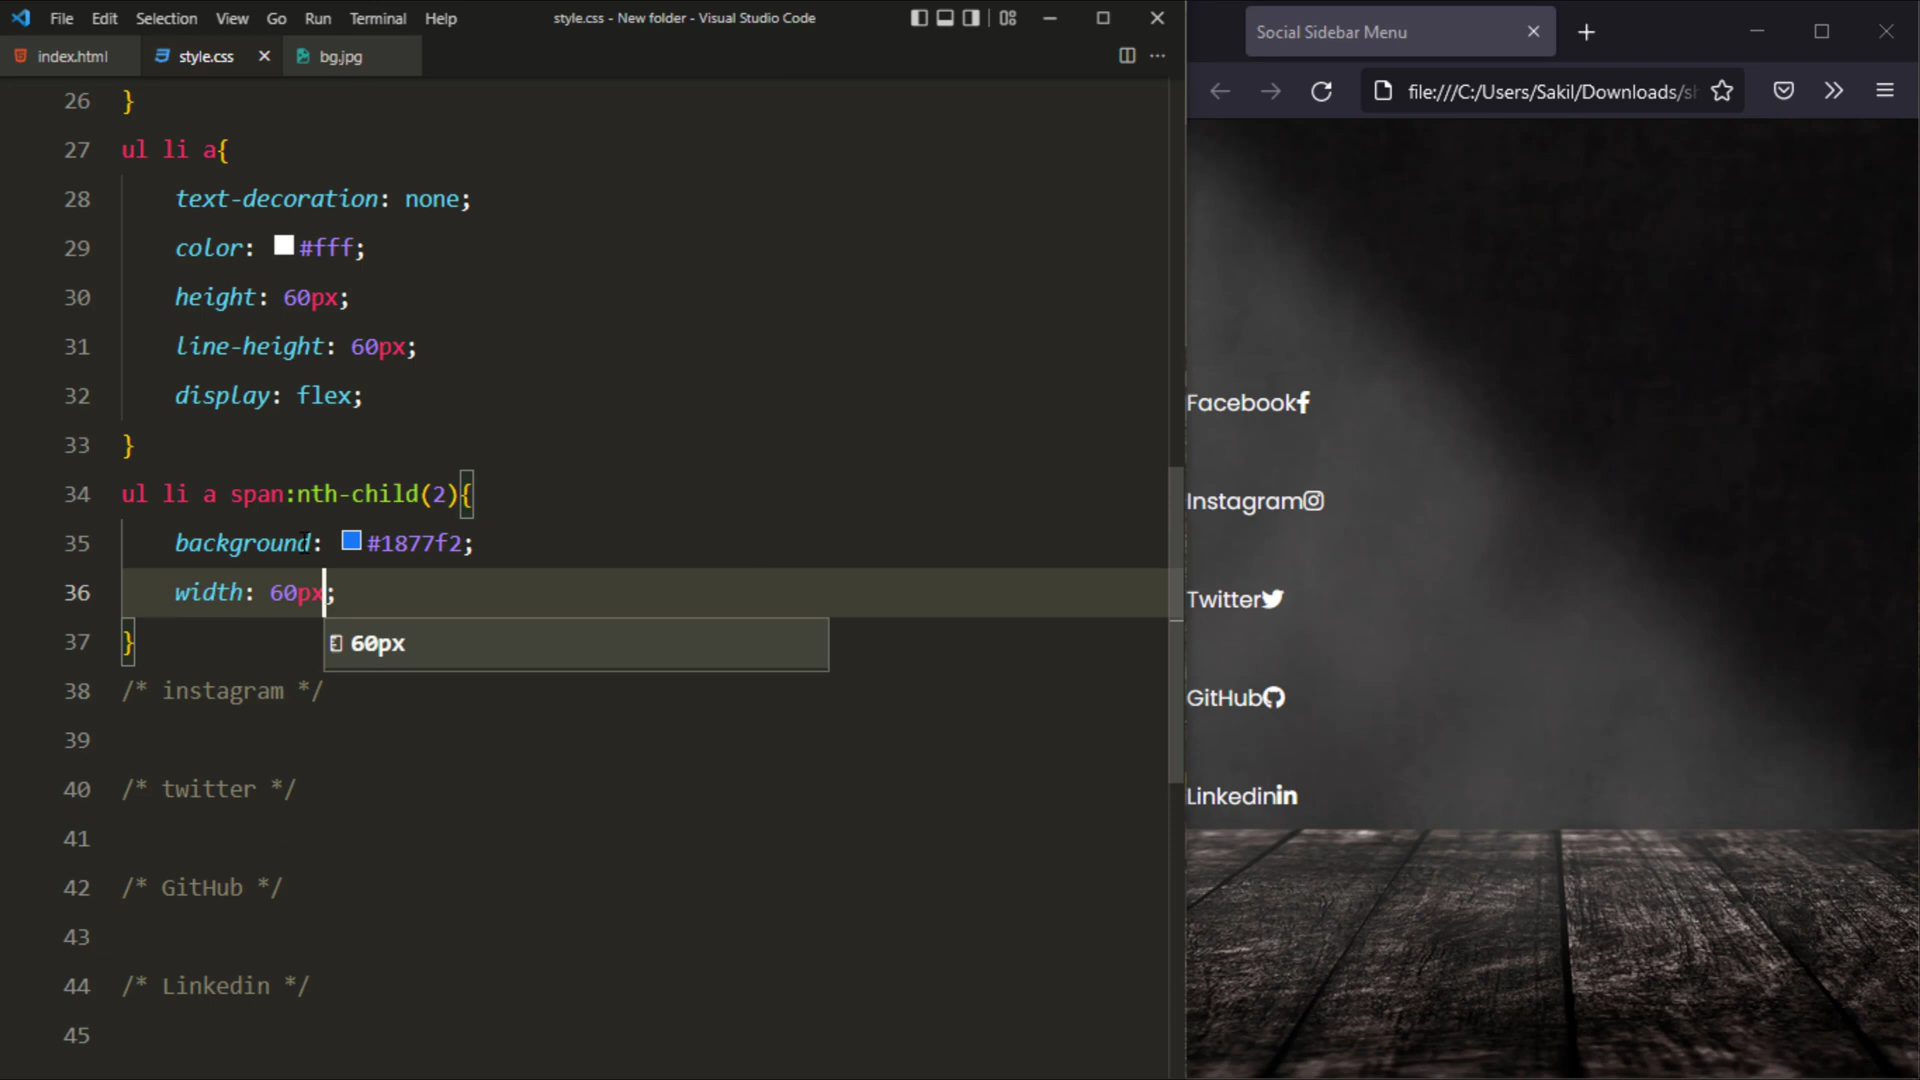 File Edit Selection View Go Run Terminal Help
style.css - New folder - Visual Studio Code
index.html
style.css
bg.jpg
26 }
27 ul li a{
28 text-decoration: none;
29 color: #fff;
30 height: 60px;
31 line-height: 60px;
32 display: flex;
33 }
34 ul li a span:nth-child(2){
35 background: #1877f2;
36 width: 60px;
60px
37 }
38 /* instagram */
39
40 /* twitter */
41
42 /* GitHub */
43
44 /* Linkedin */
45
Social Sidebar Menu
file:///C:/Users/Sakil/Downloads/sh
Facebook
Instagram
Twitter
GitHub
Linkedin